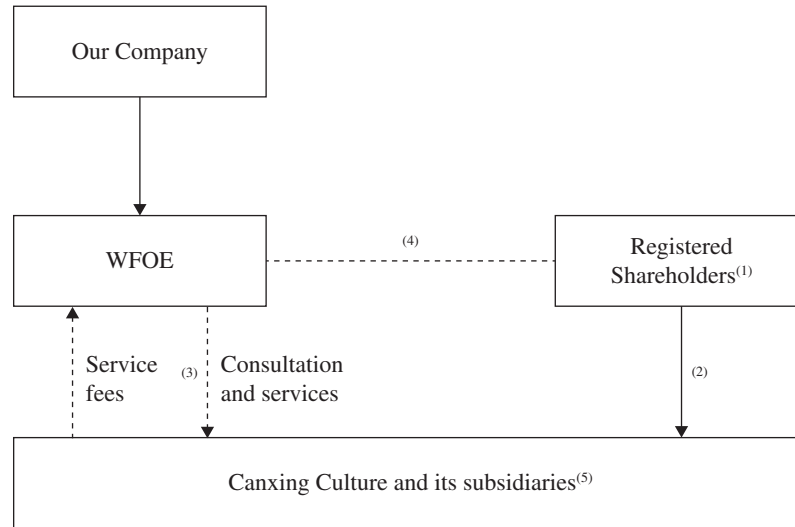 Our Company
WFOE
(4)
Registered
Shareholders(1)
Service
fees
(3)
Consultation
and services
(2)
Canxing Culture and its subsidiaries(5)